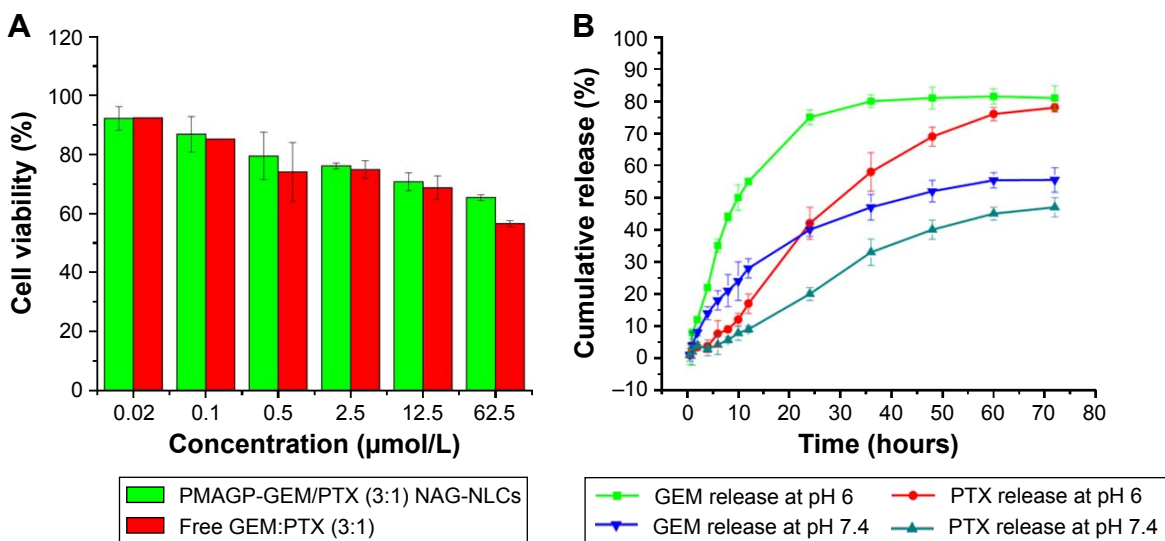 A
120
100
80
60
40
20
0
Cell viability (%)
0.02 0.1 0.5 2.5 12.5 62.5
Concentration (µmol/L)
PMAGP-GEM/PTX (3:1) NAG-NLCs
Free GEM:PTX (3:1)
B
100
90
80
70
60
50
40
30
20
10
0
–10
Cumulative release (%)
0 10 20 30 40 50 60 70 80
Time (hours)
GEM release at pH 6
PTX release at pH 6
GEM release at pH 7.4
PTX release at pH 7.4